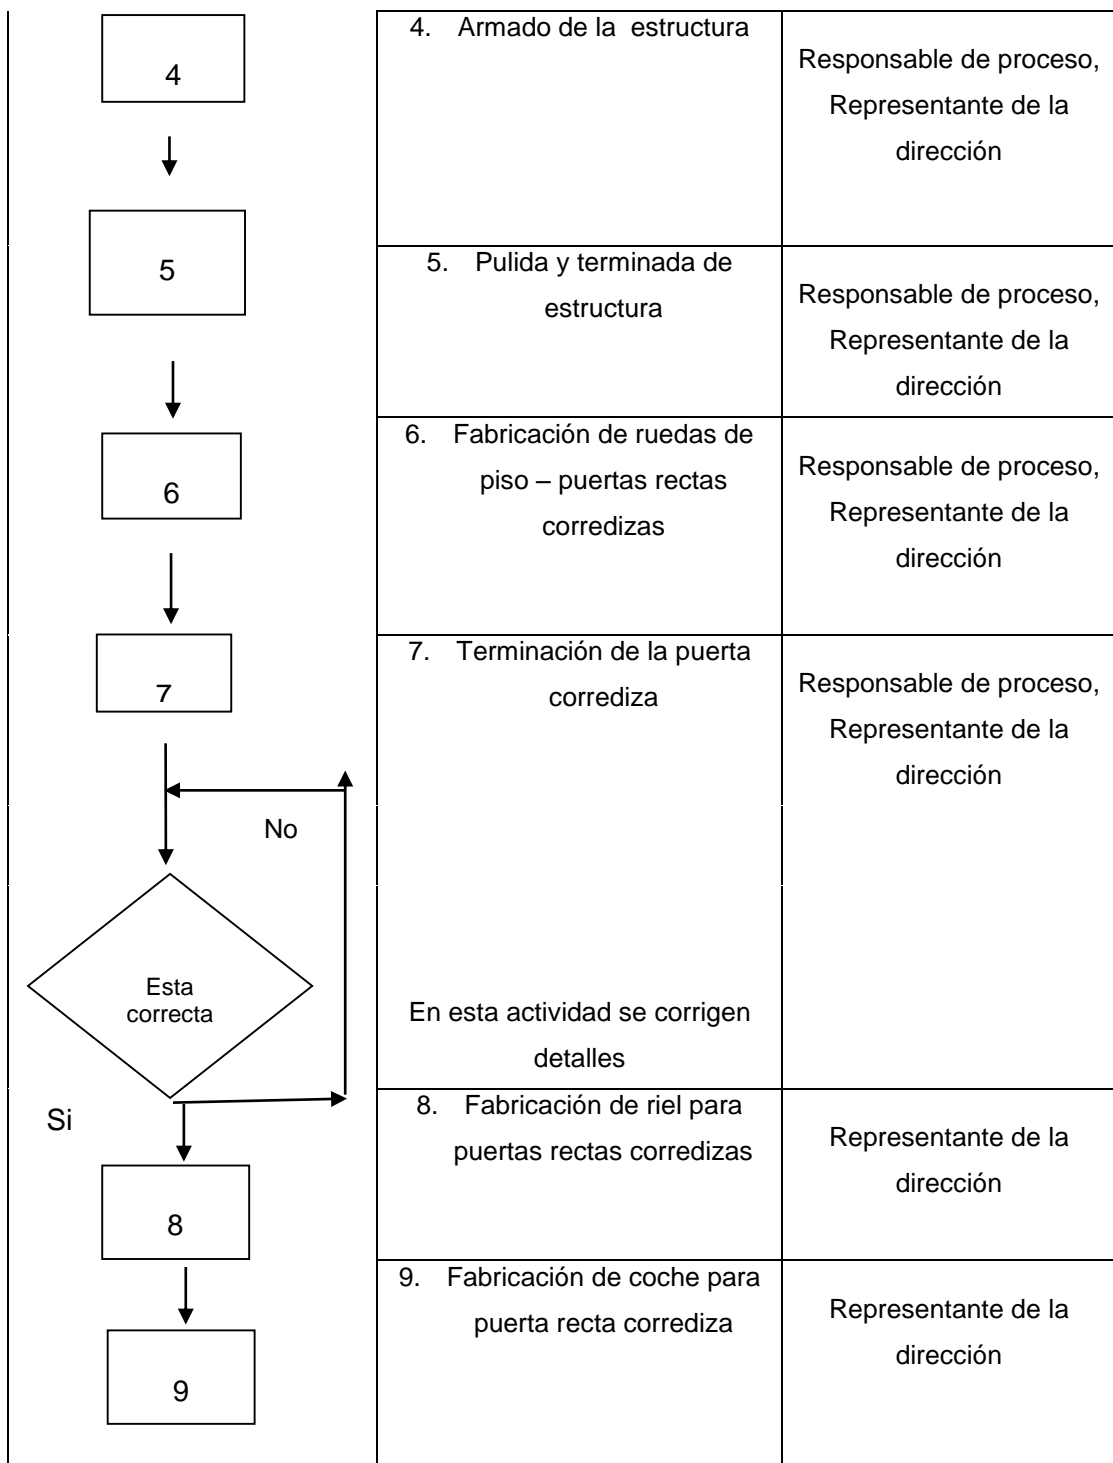 4
4. Armado de la estructura
Responsable de proceso,
Representante de la
dirección
5
5. Pulida y terminada de
estructura
Responsable de proceso,
Representante de la
dirección
6
6. Fabricación de ruedas de
piso – puertas rectas
corredizas
Responsable de proceso,
Representante de la
dirección
7
7. Terminación de la puerta
corrediza
Responsable de proceso,
Representante de la
dirección
No
Esta
correcta
En esta actividad se corrigen
detalles
Si
8
8. Fabricación de riel para
puertas rectas corredizas
Representante de la
dirección
9
9. Fabricación de coche para
puerta recta corrediza
Representante de la
dirección